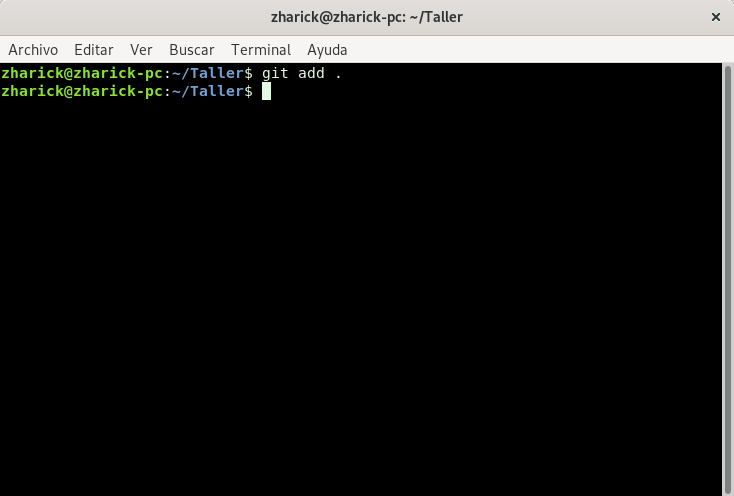 zharick@zharick-pc: ~/Taller ×
Archivo Editar Ver Buscar Terminal Ayuda
zharick@zharick-pc:~/Taller$ git add .
zharick@zharick-pc:~/Taller$